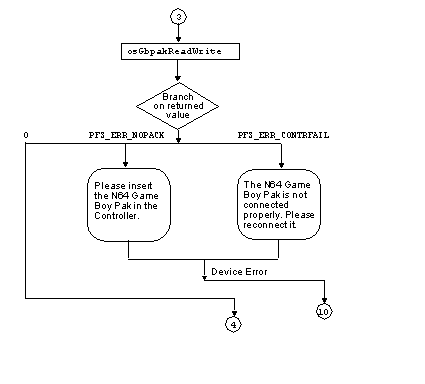 3
osGbpakReadWrite
Branch
on returned
value
0
PFS_ERR_NOPACK
PFS_ERR_CONTRFAIL
Please insert
the N64 Game
Boy Pak in the
Controller.
The N64 Game
Boy Pak is not
connected
properly. Please
reconnect it.
Device Error
10
4